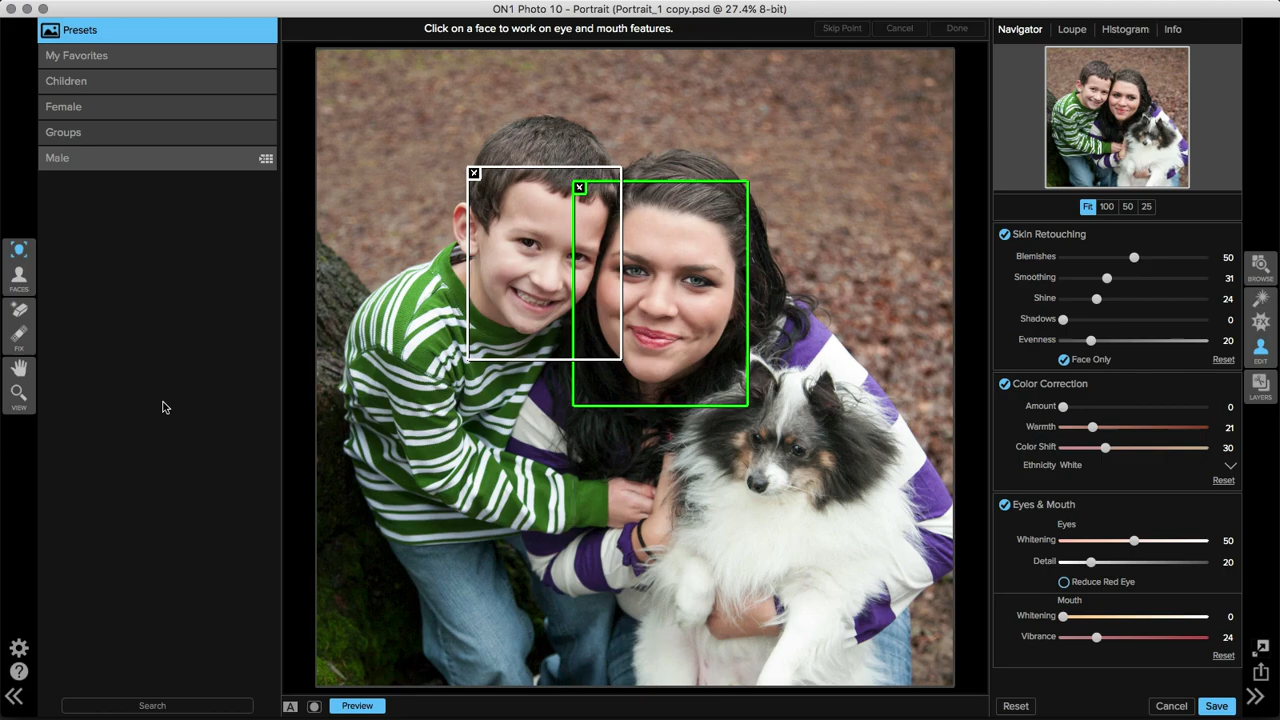 ON1 Photo 10 - Portrait (Portrait_1 copy.psd @ 27.4% 8-bit)
Presets
My Favorites
Children
Female
Groups
Male
Search
Click on a face to work on eye and mouth features.
Skip Point
Cancel
Done
FACES
FIX
VIEW
A
Preview
Navigator
Loupe
Histogram
Info
Fit
100
50
25
Skin Retouching
Blemishes 50
Smoothing 31
Shine 24
Shadows 0
Evenness 20
Face Only Reset
Color Correction
Amount 0
Warmth 21
Color Shift 30
Ethnicity White
Reset
Eyes & Mouth
Eyes
Whitening 50
Detail 20
Reduce Red Eye
Mouth
Whitening 0
Vibrance 24
Reset
Reset
Cancel
Save
BROWSE
FX
EDIT
LAYERS